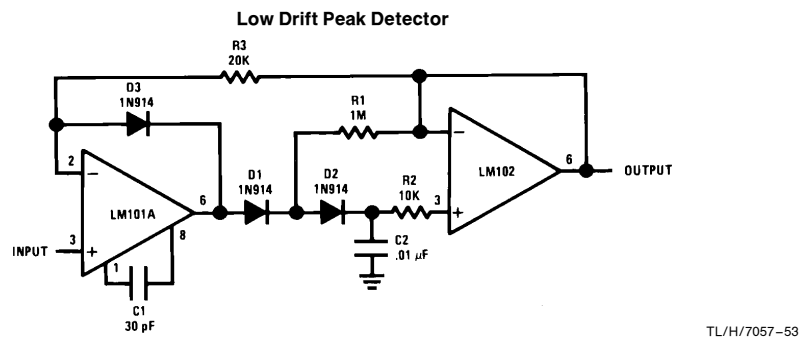 Low Drift Peak Detector
R3
20K
D3
1N914
R1
1M
2
−
6
LM101A
3
+
INPUT
8
1
C1
30 pF
D1
1N914
D2
1N914
R2
10K
C2
.01 μF
−
3
+
LM102
6
OUTPUT
TL/H/7057–53